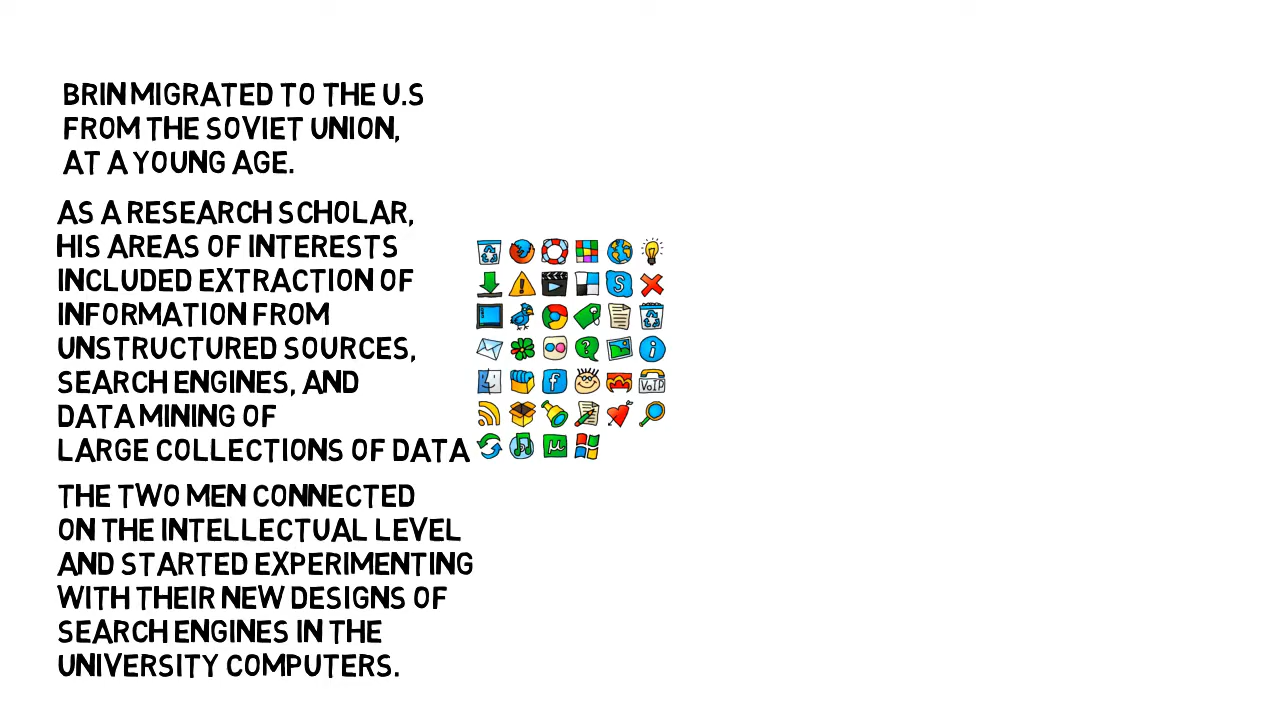 BRIN MIGRATED TO THE U.S
FROM THE SOVIET UNION,
AT A YOUNG AGE.
AS A RESEARCH SCHOLAR,
HIS AREAS OF INTERESTS
INCLUDED EXTRACTION OF
INFORMATION FROM
UNSTRUCTURED SOURCES,
SEARCH ENGINES, AND
DATA MINING OF
LARGE COLLECTIONS OF DATA
THE TWO MEN CONNECTED
ON THE INTELLECTUAL LEVEL
AND STARTED EXPERIMENTING
WITH THEIR NEW DESIGNS OF
SEARCH ENGINES IN THE
UNIVERSITY COMPUTERS.
S
?
i
f
VoIP
µ